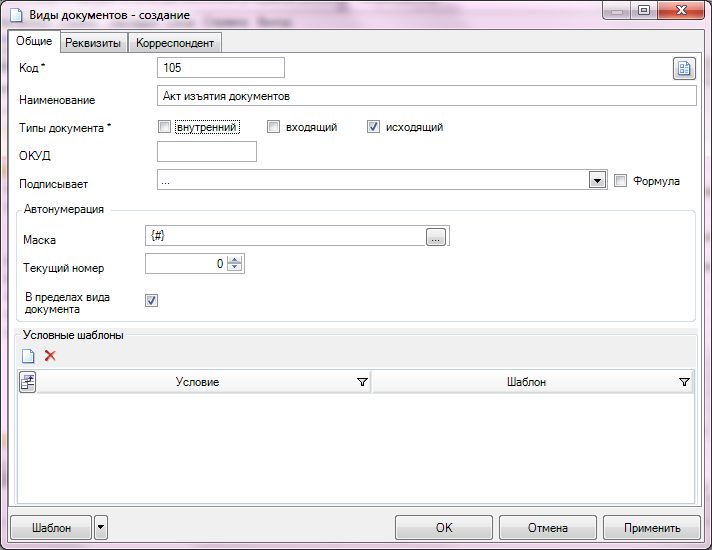 Виды документов - создание
Общие Реквизиты Корреспондент
Код * 105
Наименование Акт изъятия документов
Типы документа * внутренний входящий исходящий
ОКУД
Подписывает ... Формула
Автонумерация
Маска {#} ...
Текущий номер 0
В пределах вида
документа
Условные шаблоны
Условие Шаблон
Шаблон OK Отмена Применить